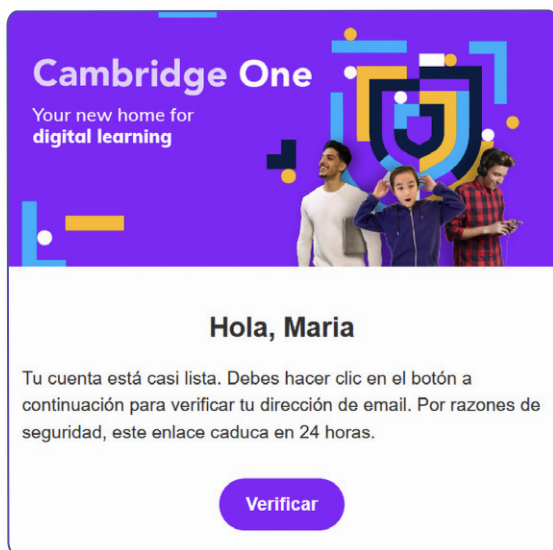 Cambridge One
Your new home for
digital learning
Hola, Maria
Tu cuenta está casi lista. Debes hacer clic en el botón a
continuación para verificar tu dirección de email. Por razones de
seguridad, este enlace caduca en 24 horas.
Verificar